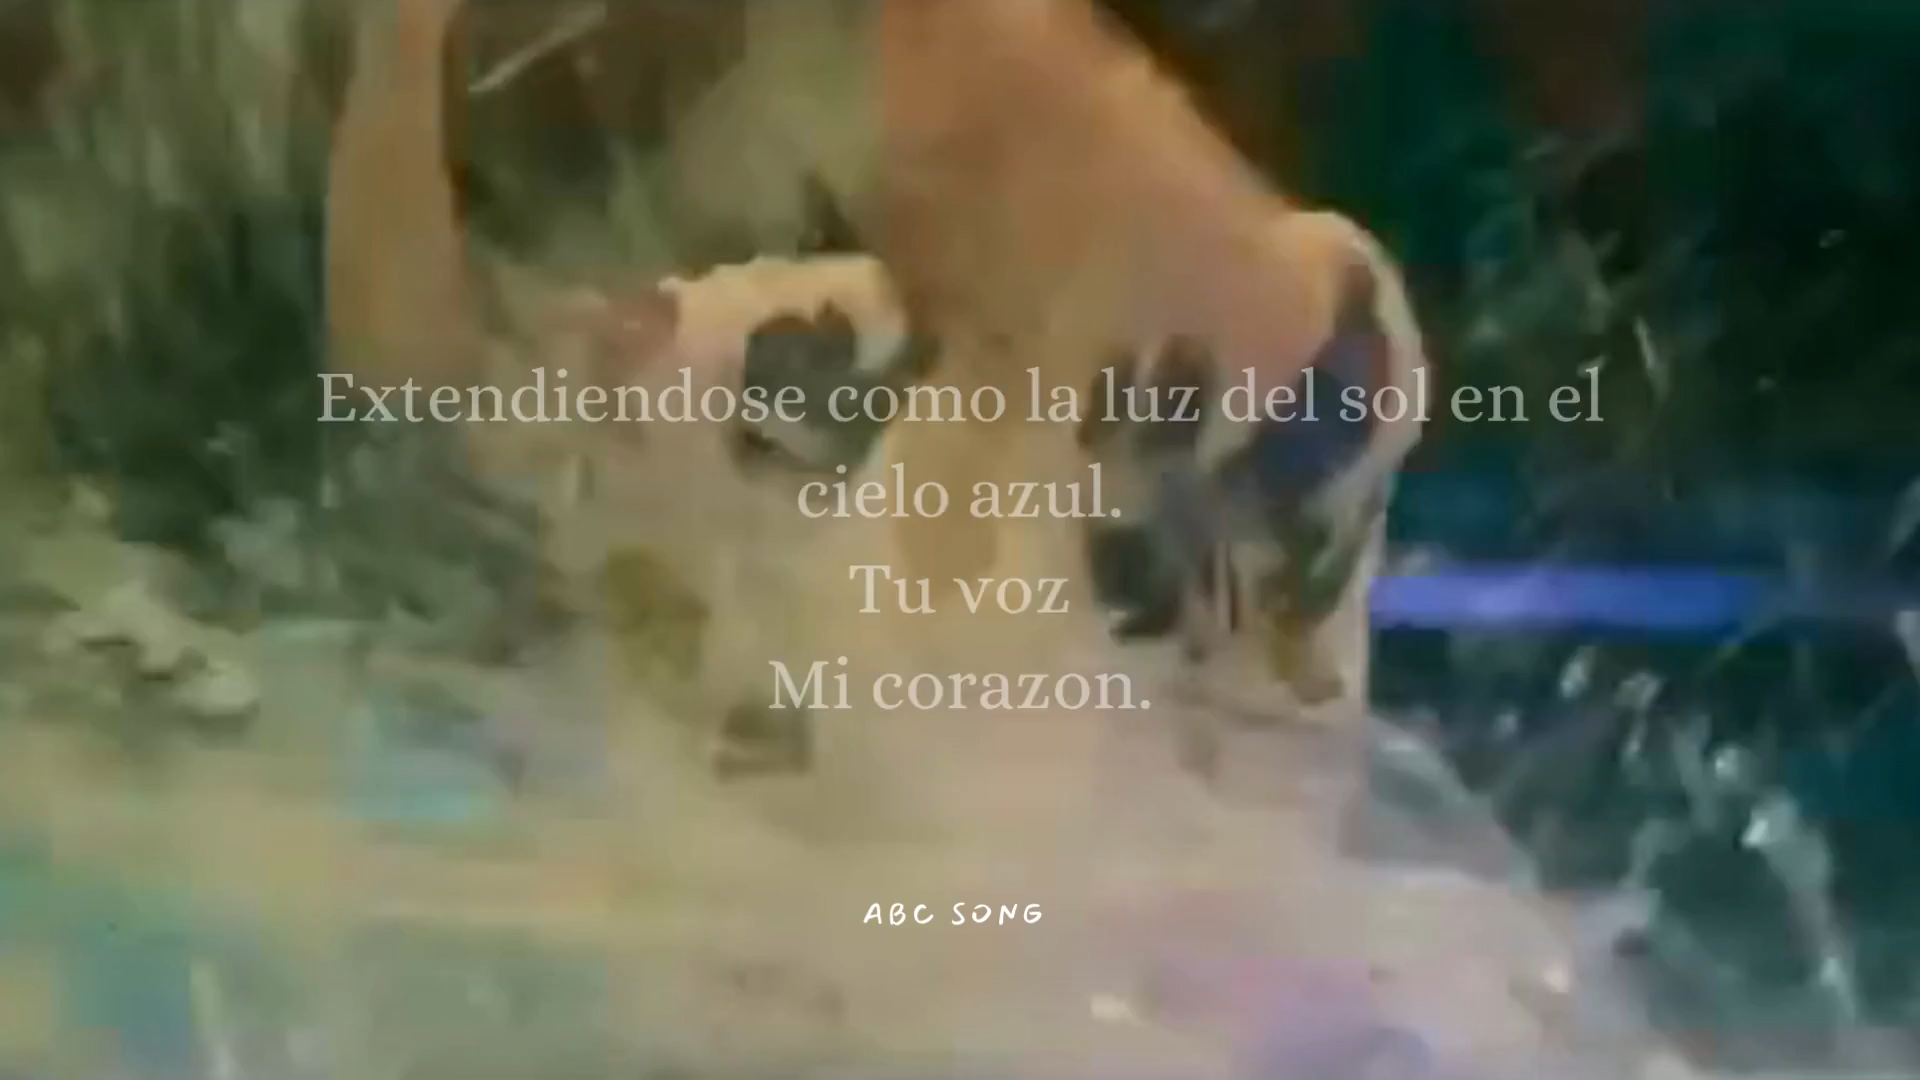 Extendiendose como la luz del sol en el
cielo azul.
Tu voz
Mi corazon.
ABC SONG